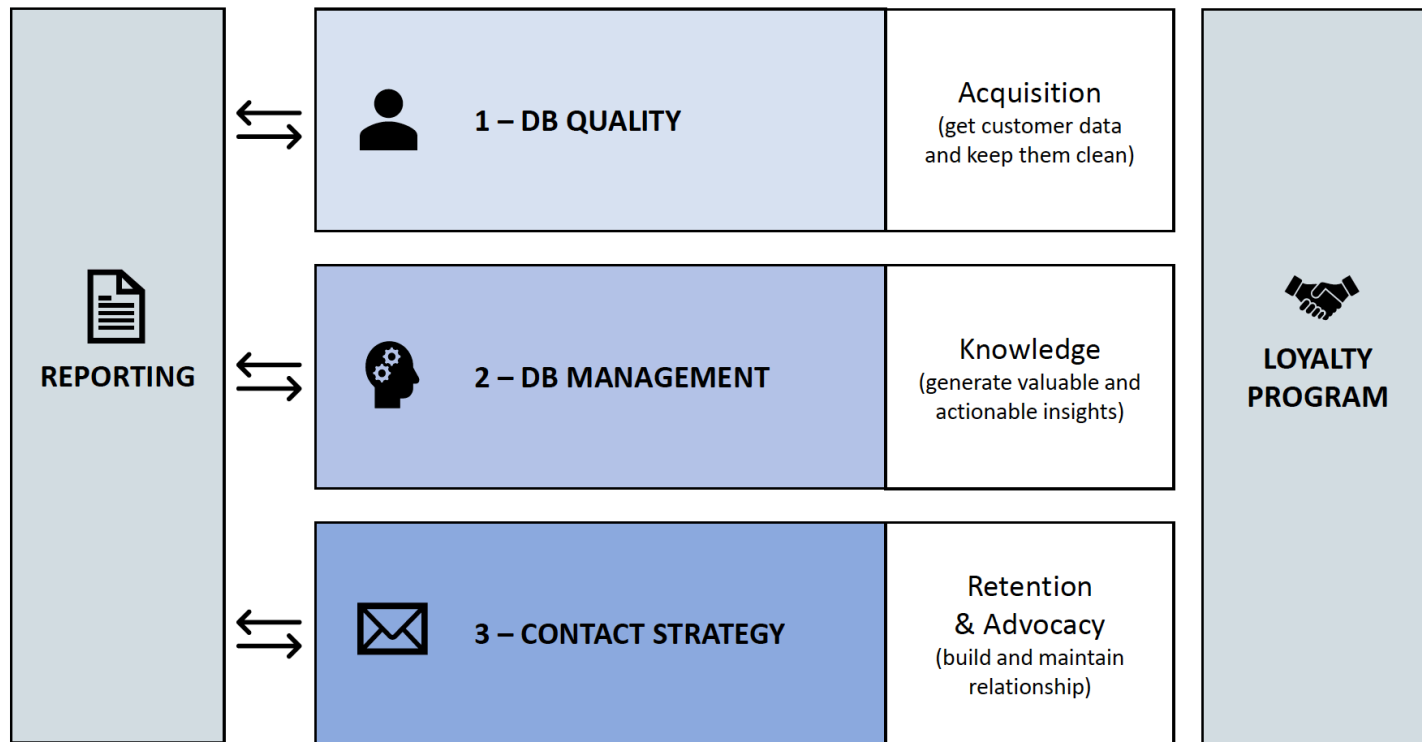 REPORTING
1 – DB QUALITY
Acquisition
(get customer data
and keep them clean)
2 – DB MANAGEMENT
Knowledge
(generate valuable and
actionable insights)
3 – CONTACT STRATEGY
Retention
& Advocacy
(build and maintain
relationship)
LOYALTY
PROGRAM